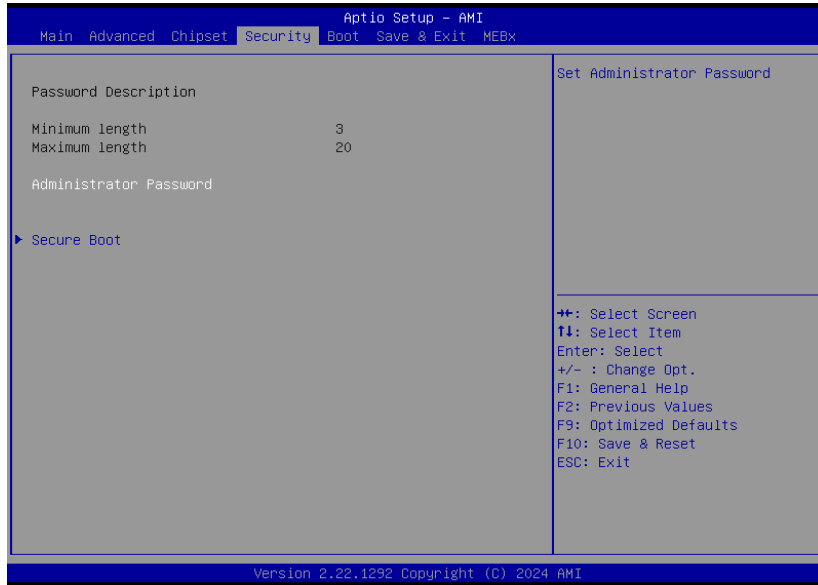 Aptio Setup – AMI
Main Advanced Chipset Security Boot Save & Exit MEBx
Password Description
Minimum length 3
Maximum length 20
Administrator Password
Secure Boot
Set Administrator Password
→←: Select Screen
↑↓: Select Item
Enter: Select
+/- : Change Opt.
F1: General Help
F2: Previous Values
F9: Optimized Defaults
F10: Save & Reset
ESC: Exit
Version 2.22.1292 Copyright (C) 2024 AMI